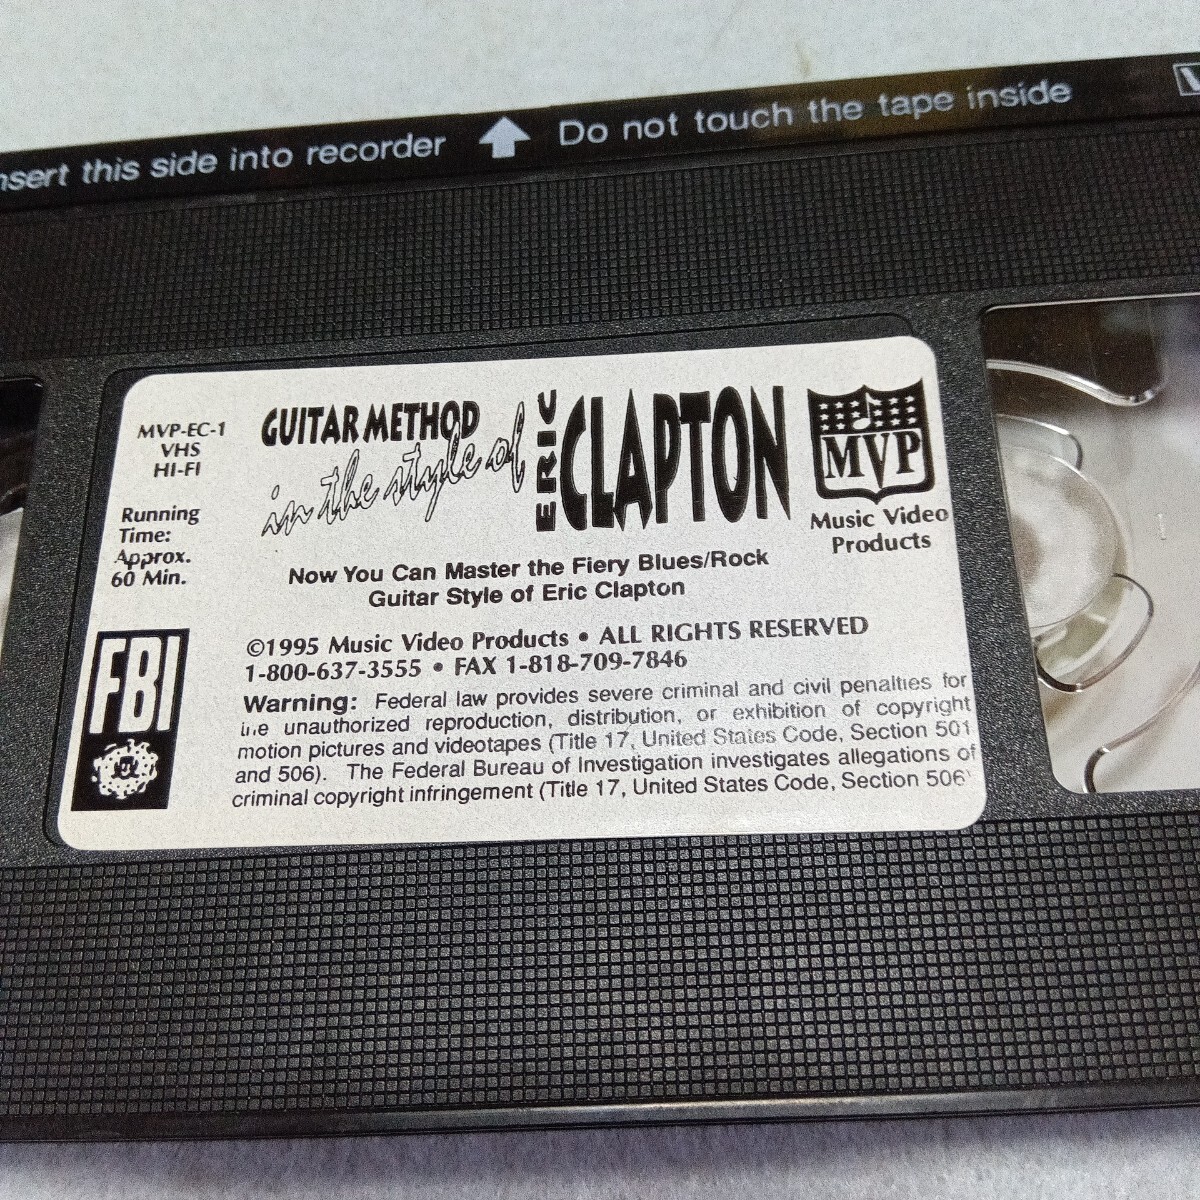 nsert this side into recorder Do not touch the tape inside
MVP-EC-1
VHS
HI-FI
Running
Time:
Approx.
60 Min.
FBI
GUITAR METHOD
in the style of
ERIC
CLAPTON
MVP
Music Video
Products
Now You Can Master the Fiery Blues/Rock
Guitar Style of Eric Clapton
©1995 Music Video Products • ALL RIGHTS RESERVED
1-800-637-3555 • FAX 1-818-709-7846
Warning: Federal law provides severe criminal and civil penalties for
the unauthorized reproduction, distribution, or exhibition of copyright
motion pictures and videotapes (Title 17, United States Code, Section 501
and 506). The Federal Bureau of Investigation investigates allegations of
criminal copyright infringement (Title 17, United States Code, Section 506